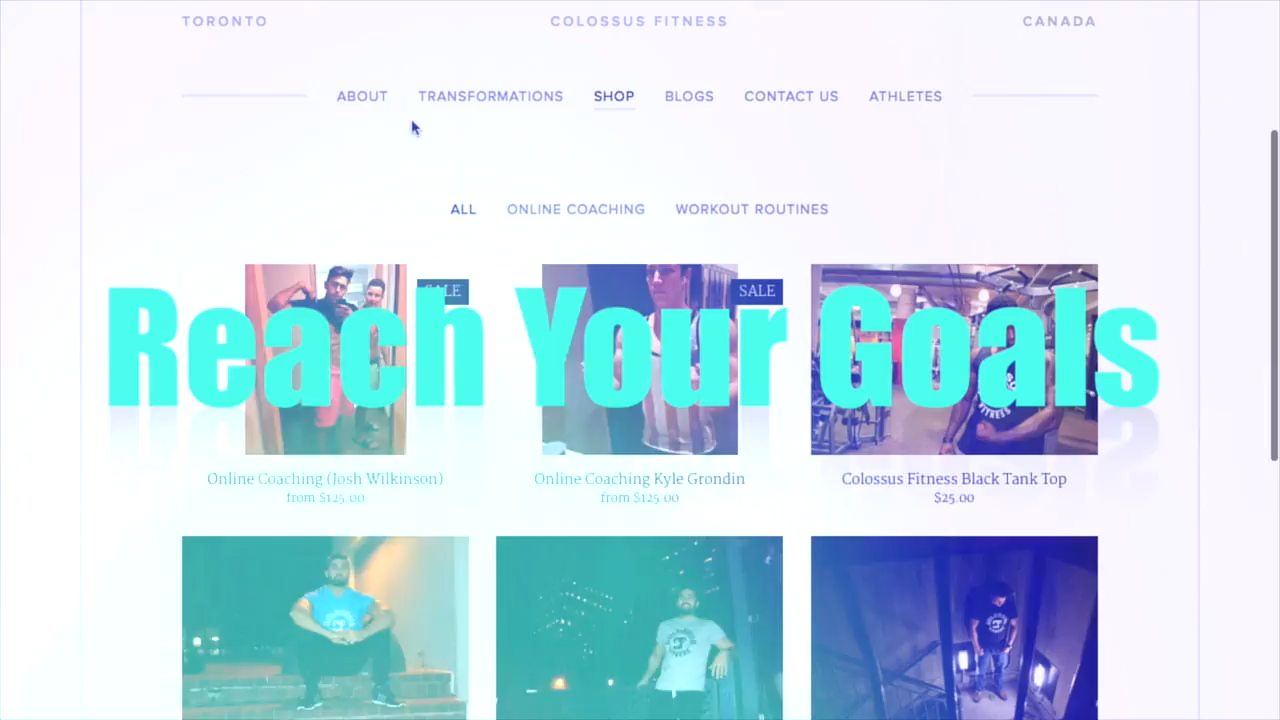 TORONTO COLOSSUS FITNESS CANADA
ABOUT TRANSFORMATIONS SHOP BLOGS CONTACT US ATHLETES
ALL ONLINE COACHING WORKOUT ROUTINES
SALE SALE
Reach Your Goals
FITNESS
Online Coaching (Josh Wilkinson) Online Coaching Kyle Grondin Colossus Fitness Black Tank Top
from $125.00 from $125.00 $25.00